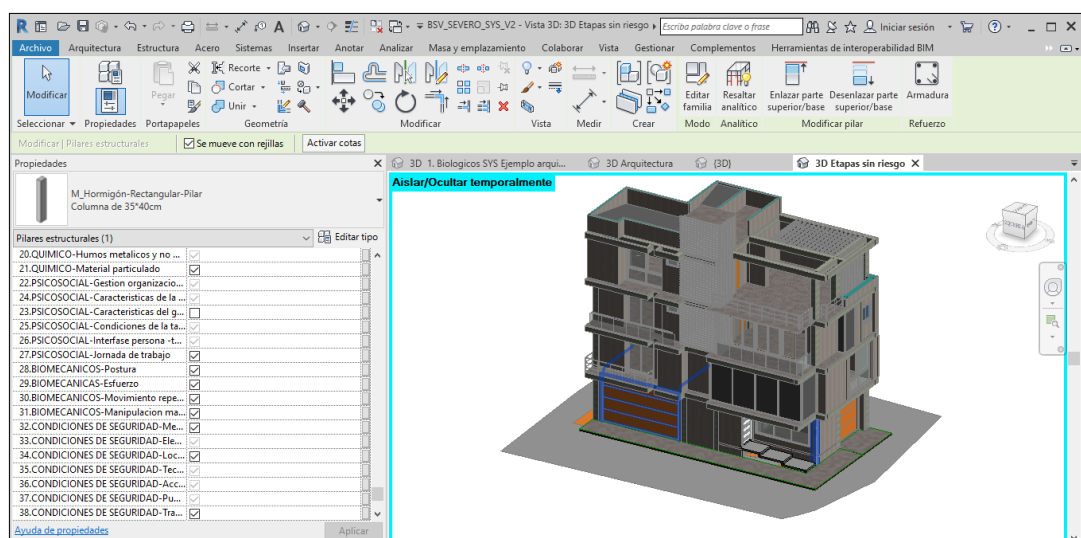 BSV_SEVERO_SYS_V2 - Vista 3D: 3D Etapas sin riesgo
Escriba palabra clave o frase
Iniciar sesión
Archivo Arquitectura Estructura Acero Sistemas Insertar Anotar Analizar Masa y emplazamiento Colaborar Vista Gestionar Complementos Herramientas de interoperabilidad BIM
Modificar
Pegar
Recorte
Cortar
Unir
Editar familia
Resaltar analítico
Enlazar parte superior/base
Desenlazar parte superior/base
Armadura
Seleccionar Propiedades Portapapeles Geometría Modificar Vista Medir Crear Modo Analítico Modificar pilar Refuerzo
Modificar | Pilares estructurales Se mueve con rejillas Activar cotas
Propiedades
3D 1. Biologicos SYS Ejemplo arqui... 3D Arquitectura {3D} 3D Etapas sin riesgo
M_Hormigón-Rectangular-Pilar
Columna de 35*40cm
Pilares estructurales (1) Editar tipo
20.QUIMICO-Humos metalicos y no ...
21.QUIMICO-Material particulado
22.PSICOSOCIAL-Gestion organizacio...
24.PSICOSOCIAL-Caracteristicas de la ...
23.PSICOSOCIAL-Caracteristicas del g...
25.PSICOSOCIAL-Condiciones de la ta...
26.PSICOSOCIAL-Interfase persona -t...
27.PSICOSOCIAL-Jornada de trabajo
28.BIOMECANICOS-Postura
29.BIOMECANICAS-Esfuerzo
30.BIOMECANICOS-Movimiento repe...
31.BIOMECANICOS-Manipulacion ma...
32.CONDICIONES DE SEGURIDAD-Me...
33.CONDICIONES DE SEGURIDAD-Ele...
34.CONDICIONES DE SEGURIDAD-Loc...
35.CONDICIONES DE SEGURIDAD-Tec...
36.CONDICIONES DE SEGURIDAD-Acc...
37.CONDICIONES DE SEGURIDAD-Pu...
38.CONDICIONES DE SEGURIDAD-Tra...
Ayuda de propiedades Aplicar
Aislar/Ocultar temporalmente